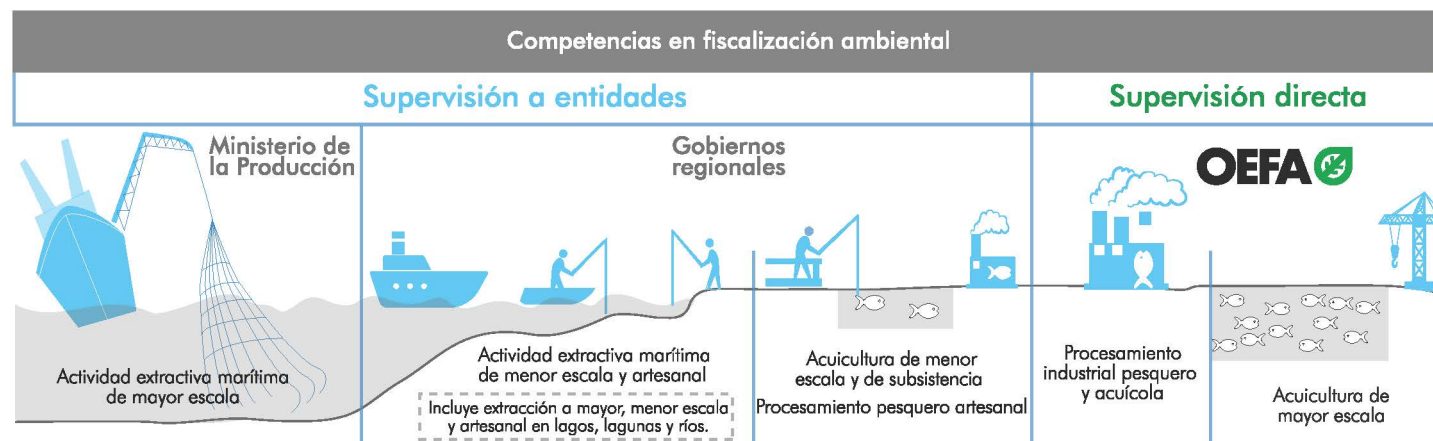 Competencias en fiscalización ambiental
Supervisión a entidades
Supervisión directa
Ministerio de
la Producción
Gobiernos
regionales
OEFA
Actividad extractiva marítima
de mayor escala
Actividad extractiva marítima
de menor escala y artesanal
Incluye extracción a mayor, menor escala
y artesanal en lagos, lagunas y ríos.
Acuicultura de menor
escala y de subsistencia
Procesamiento pesquero artesanal
Procesamiento
industrial pesquero
y acuícola
Acuicultura de
mayor escala